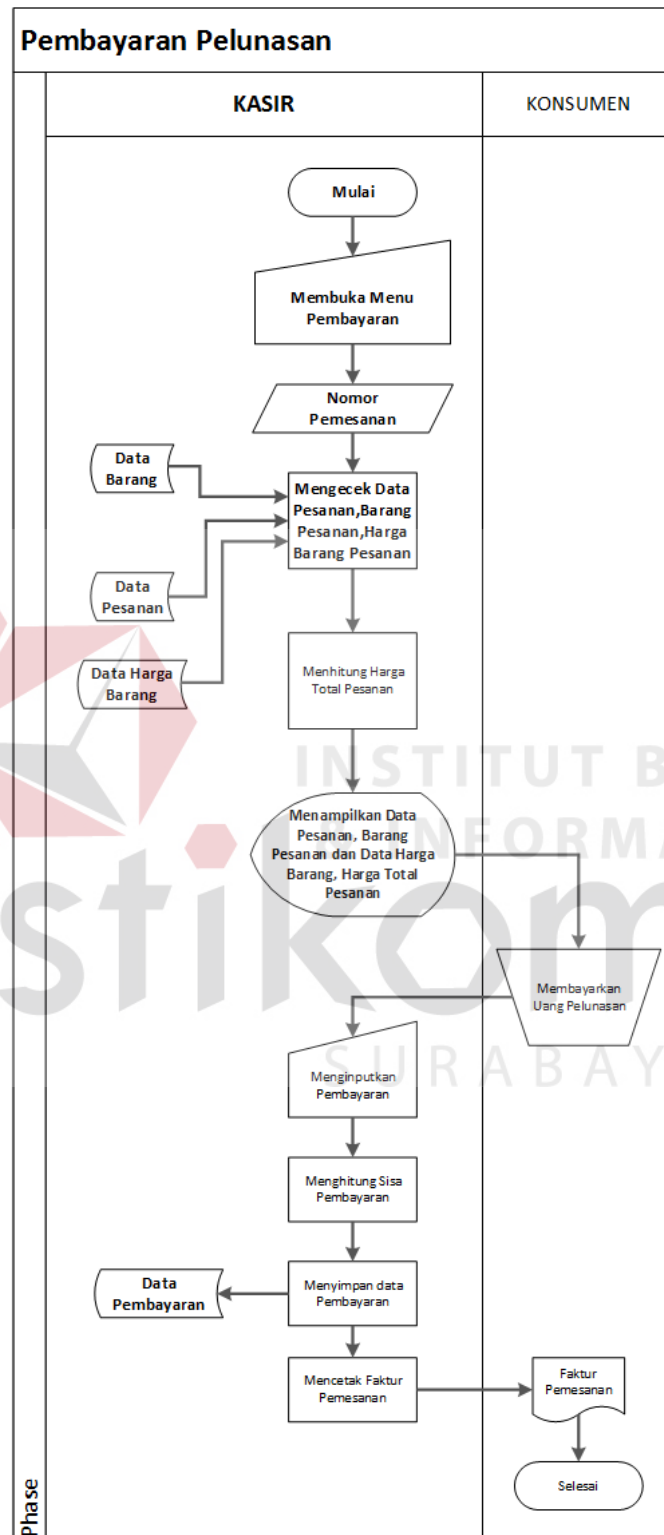 Pembayaran Pelunasan
KASIR
KONSUMEN
Mulai
Membuka Menu
Pembayaran
Nomor
Pemesanan
Data
Barang
Mengecek Data
Pesanan,Barang
Pesanan,Harga
Barang Pesanan
Data
Pesanan
Data Harga
Barang
Menhitung Harga
Total Pesanan
INSTITUT B
Menampilkan Data
Pesanan, Barang
Pesanan dan Data Harga
Barang, Harga Total
Pesanan
& INFORMA
stikom
Membayarkan
Uang Pelunasan
SURABAY
Menginputkan
Pembayaran
Menghitung Sisa
Pembayaran
Menyimpan data
Pembayaran
Data
Pembayaran
Mencetak Faktur
Pemesanan
Faktur
Pemesanan
Selesai
Phase